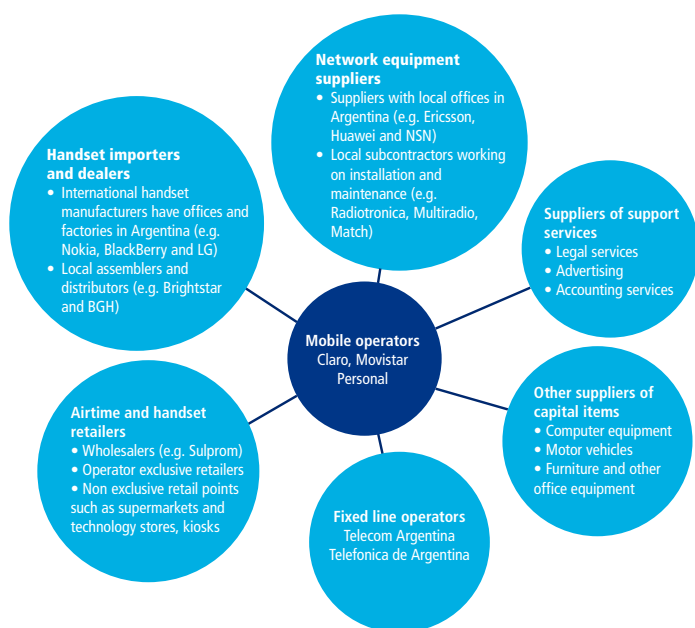 Network equipment
suppliers
• Suppliers with local offices in
Argentina (e.g. Ericsson,
Huawei and NSN)
• Local subcontractors working
on installation and
maintenance (e.g.
Radiotronica, Multiradio,
Match)
Handset importers
and dealers
• International handset
manufacturers have offices and
factories in Argentina (e.g.
Nokia, BlackBerry and LG)
• Local assemblers and
distributors (e.g. Brightstar
and BGH)
Suppliers of support
services
• Legal services
• Advertising
• Accounting services
Mobile operators
Claro, Movistar
Personal
Airtime and handset
retailers
• Wholesalers (e.g. Sulprom)
• Operator exclusive retailers
• Non exclusive retail points
such as supermarkets and
technology stores, kiosks
Other suppliers of
capital items
• Computer equipment
• Motor vehicles
• Furniture and other
office equipment
Fixed line operators
Telecom Argentina
Telefonica de Argentina